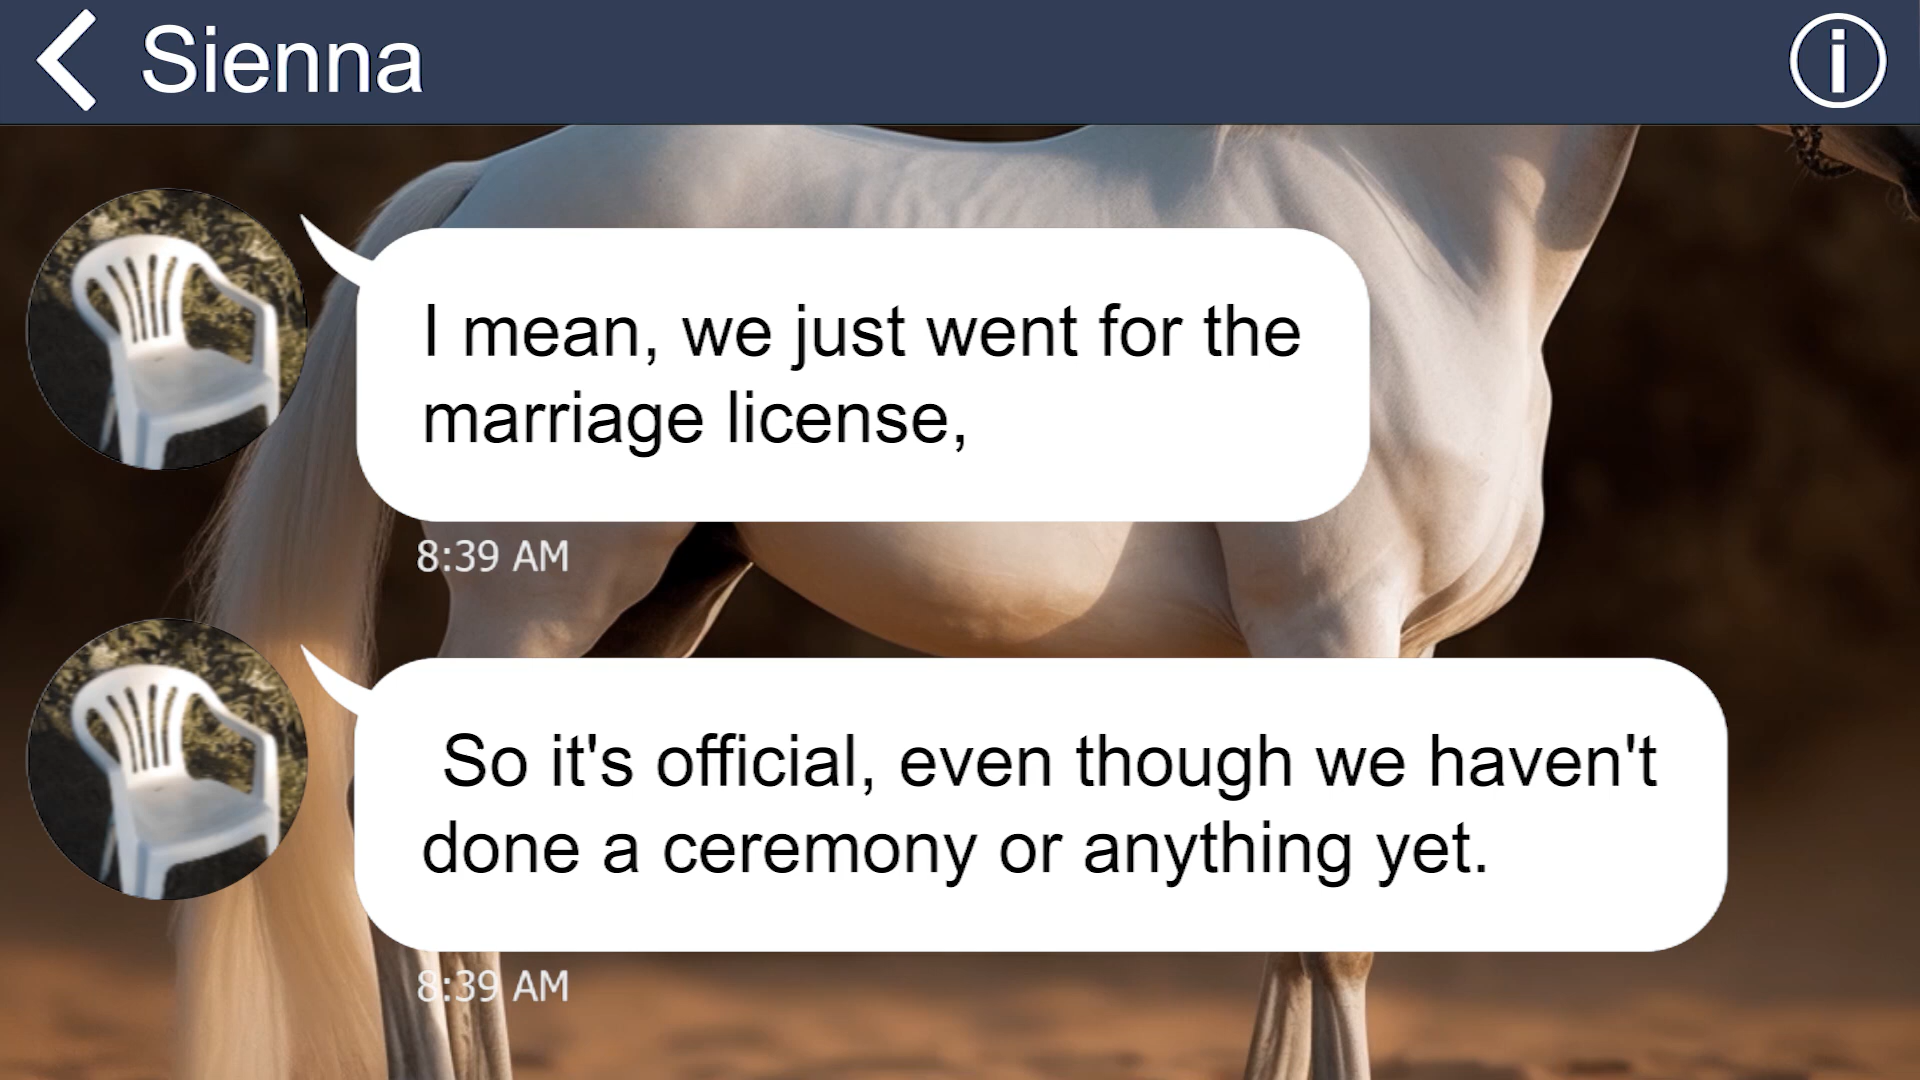 Sienna
I mean, we just went for the
marriage license,
8:39 AM
So it's official, even though we haven't
done a ceremony or anything yet.
8:39 AM